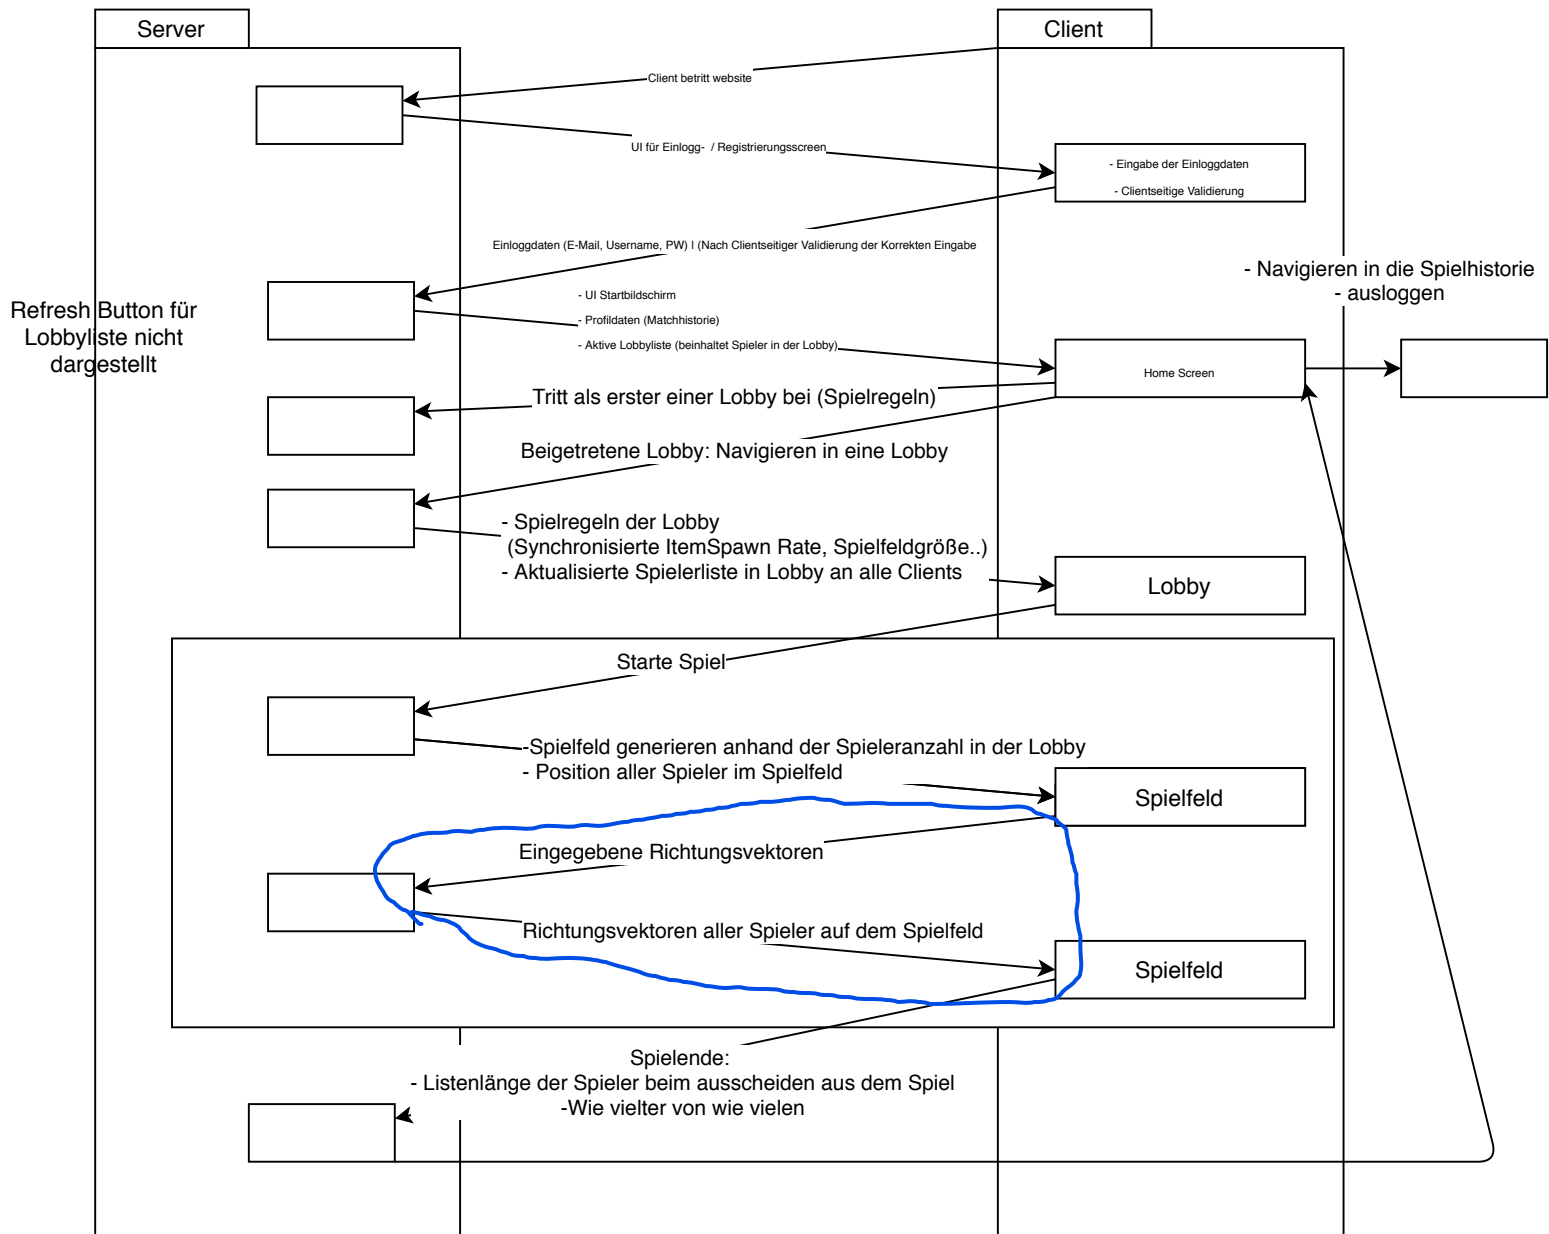 Server
Client
Client betritt website
UI für Einlogg- / Registrierungsscreen
- Eingabe der Einloggdaten
- Clientseitige Validierung
Einloggdaten (E-Mail, Username, PW) | (Nach Clientseitiger Validierung der Korrekten Eingabe
- Navigieren in die Spielhistorie
- ausloggen
Refresh Button für
Lobbyliste nicht
dargestellt
- UI Startbildschirm
- Profildaten (Matchhistorie)
- Aktive Lobbyliste (beinhaltet Spieler in der Lobby)
Home Screen
Tritt als erster einer Lobby bei (Spielregeln)
Beigetretene Lobby: Navigieren in eine Lobby
- Spielregeln der Lobby
(Synchronisierte ItemSpawn Rate, Spielfeldgröße..)
- Aktualisierte Spielerliste in Lobby an alle Clients
Lobby
Starte Spiel
-Spielfeld generieren anhand der Spieleranzahl in der Lobby
- Position aller Spieler im Spielfeld
Spielfeld
Eingegebene Richtungsvektoren
Richtungsvektoren aller Spieler auf dem Spielfeld
Spielfeld
Spielende:
- Listenlänge der Spieler beim ausscheiden aus dem Spiel
-Wie vielter von wie vielen